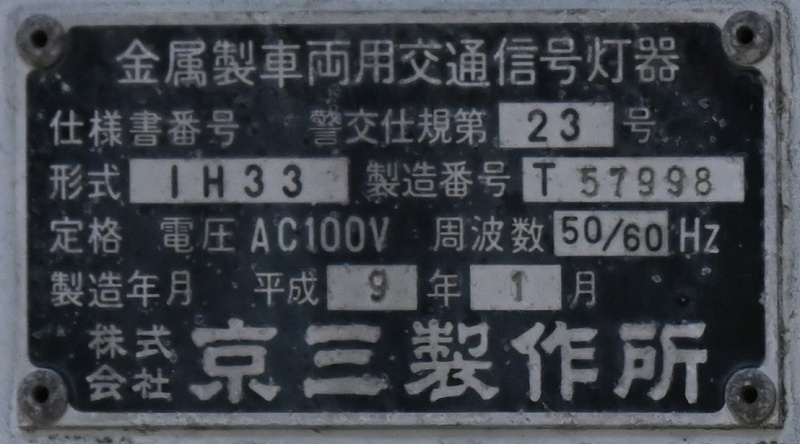 金属製車両用交通信号灯器
仕様書番号 警交仕規第 23 号
形式 1H33 製造番号 T 57998
定格 電圧 AC100V 周波数 50/60 Hz
製造年月 平成 9 年 1 月
株式会社 京三製作所